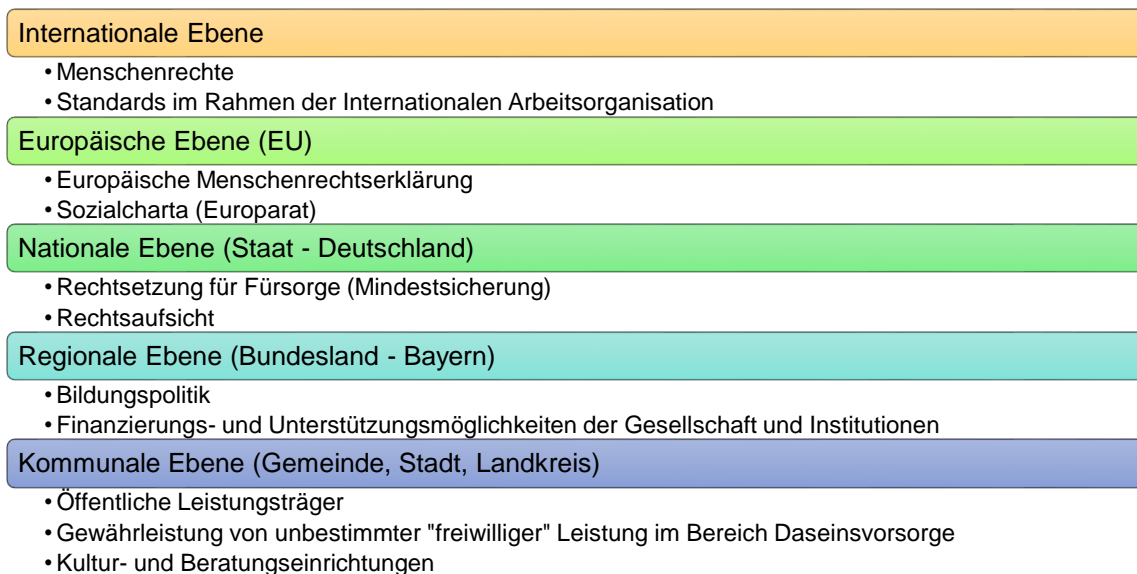 Internationale Ebene
• Menschenrechte
• Standards im Rahmen der Internationalen Arbeitsorganisation
Europäische Ebene (EU)
• Europäische Menschenrechtserklärung
• Sozialcharta (Europarat)
Nationale Ebene (Staat - Deutschland)
• Rechtsetzung für Fürsorge (Mindestsicherung)
• Rechtsaufsicht
Regionale Ebene (Bundesland - Bayern)
• Bildungspolitik
• Finanzierungs- und Unterstützungsmöglichkeiten der Gesellschaft und Institutionen
Kommunale Ebene (Gemeinde, Stadt, Landkreis)
• Öffentliche Leistungsträger
• Gewährleistung von unbestimmter "freiwilliger" Leistung im Bereich Daseinsvorsorge
• Kultur- und Beratungseinrichtungen